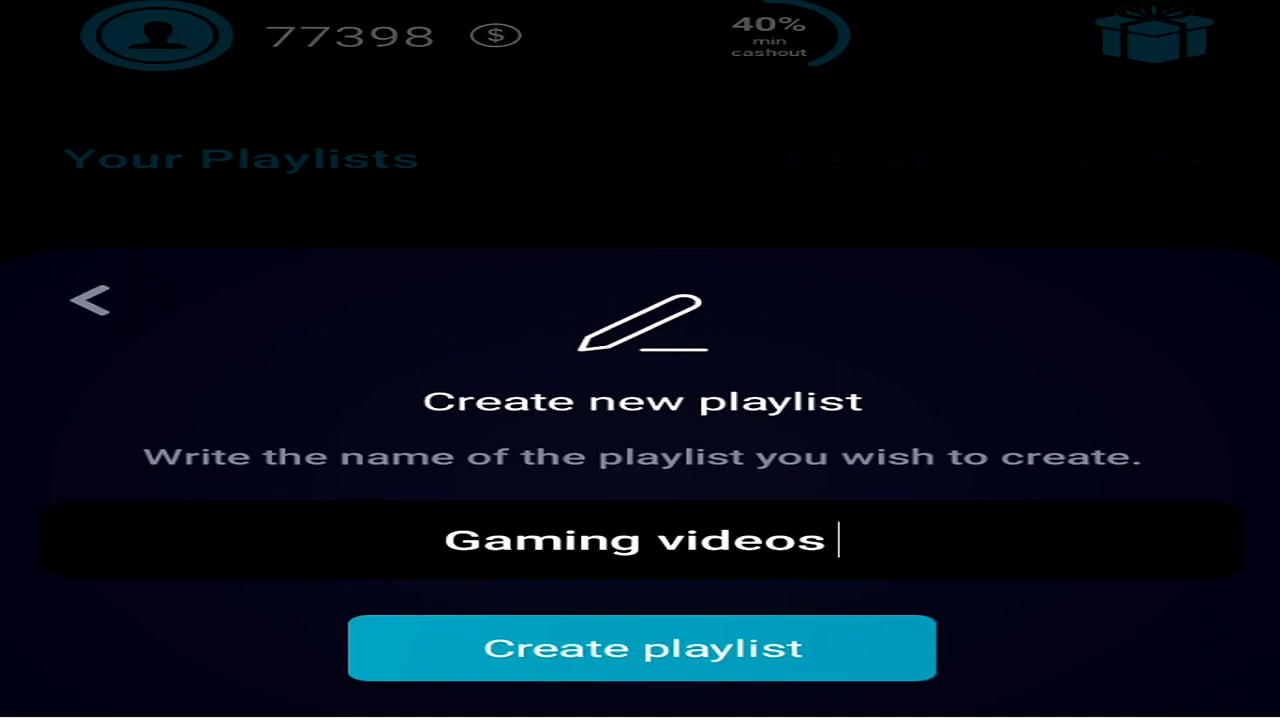 77398 $
40%
min
cashout
Your Playlists
Create new playlist
Write the name of the playlist you wish to create.
Gaming videos
Create playlist